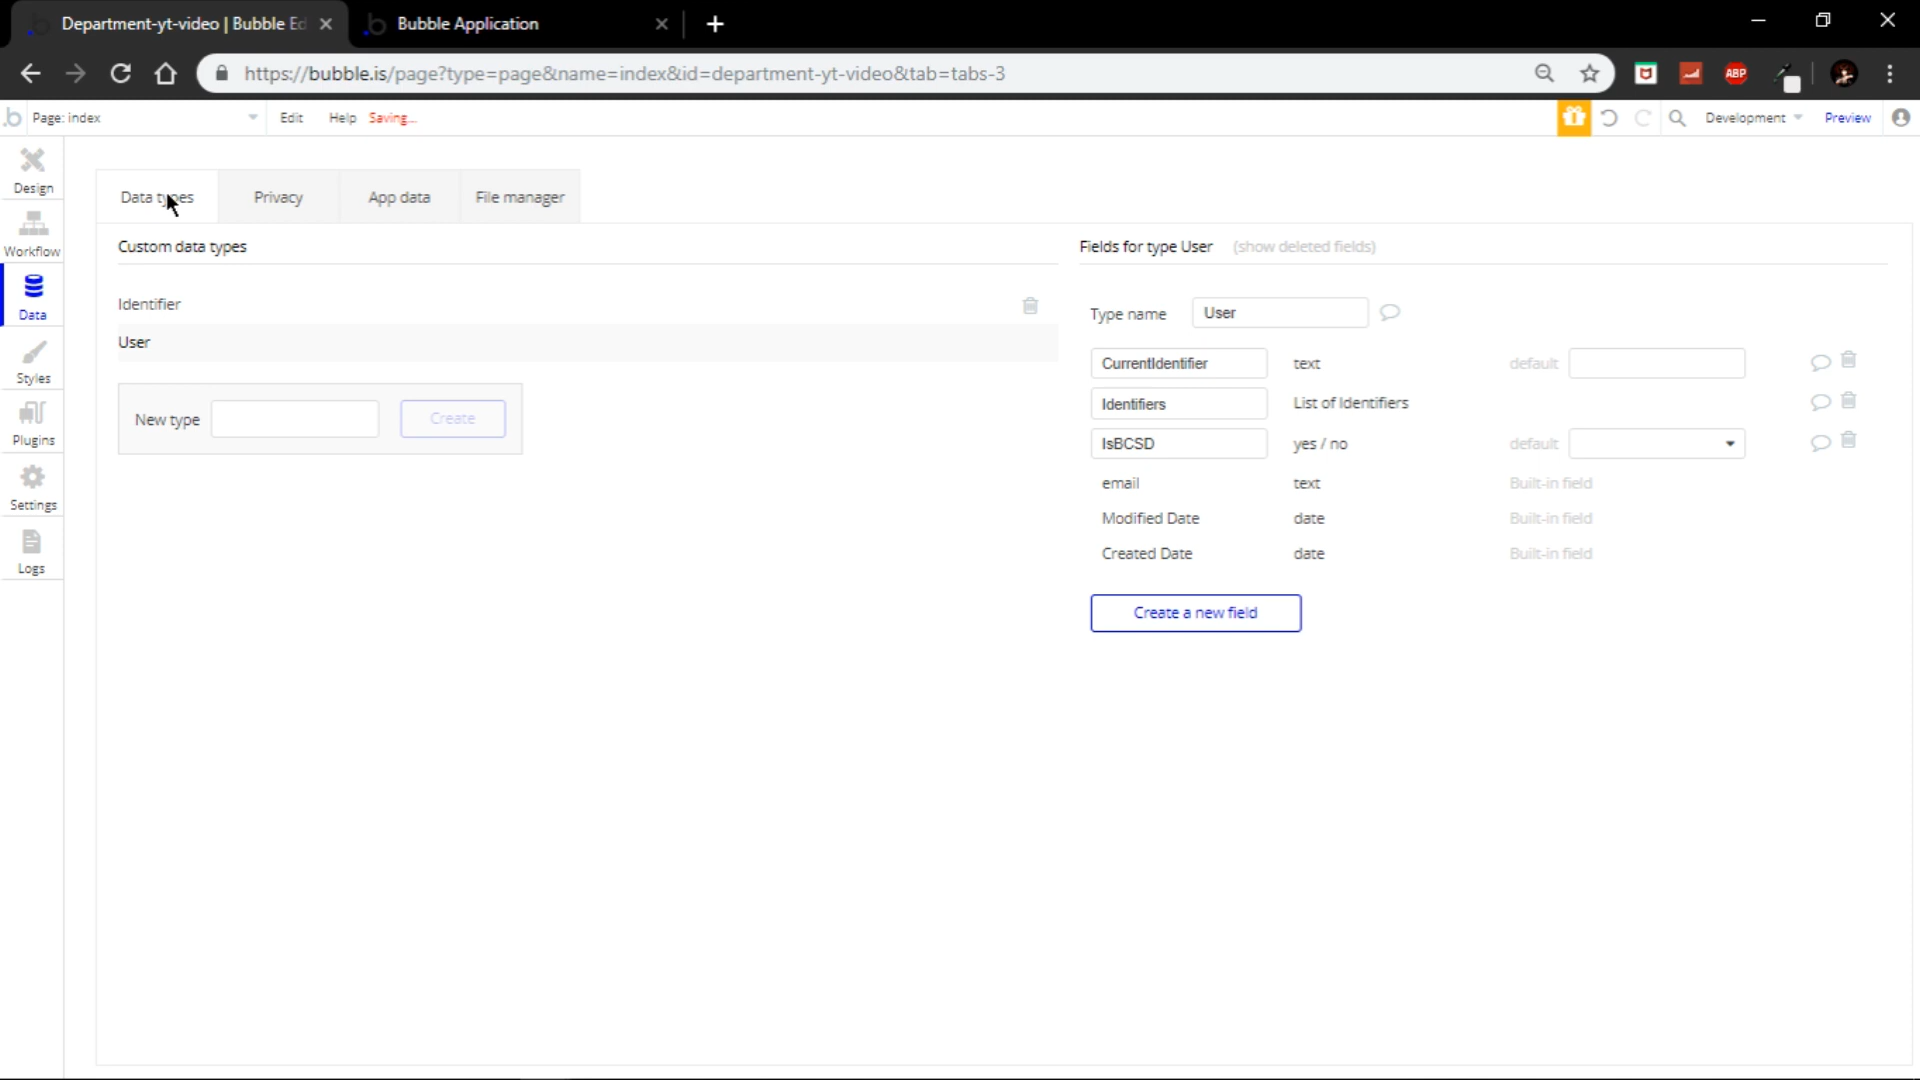 Department-yt-video | Bubble Ed
Bubble Application
https://bubble.is/page?type=page&name=index&id=department-yt-video&tab=tabs-3
ABP
Page: index
Edit
Help
Saving...
Development
Preview
Design
Workflow
Data
Styles
Plugins
Settings
Logs
Data types
Privacy
App data
File manager
Custom data types
Identifier
User
New type
Create
Fields for type User (show deleted fields)
Type name User
CurrentIdentifier text default
Identifiers List of Identifiers
IsBCSD yes / no default
email text Built-in field
Modified Date date Built-in field
Created Date date Built-in field
Create a new field